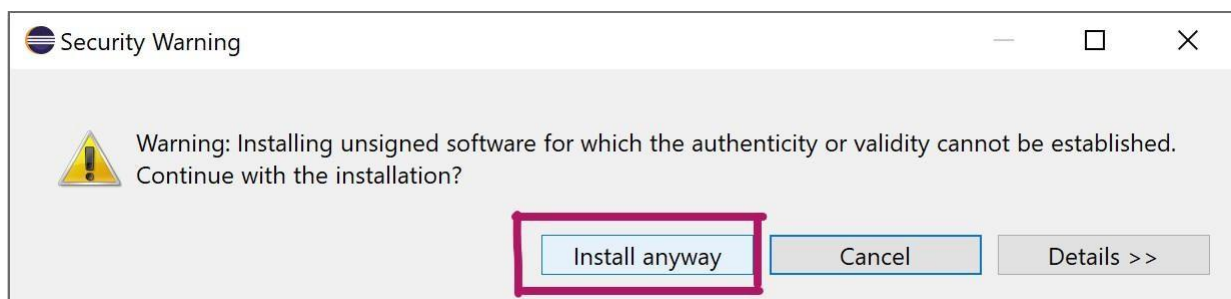 Security Warning
Warning: Installing unsigned software for which the authenticity or validity cannot be established.
Continue with the installation?
Install anyway
Cancel
Details >>